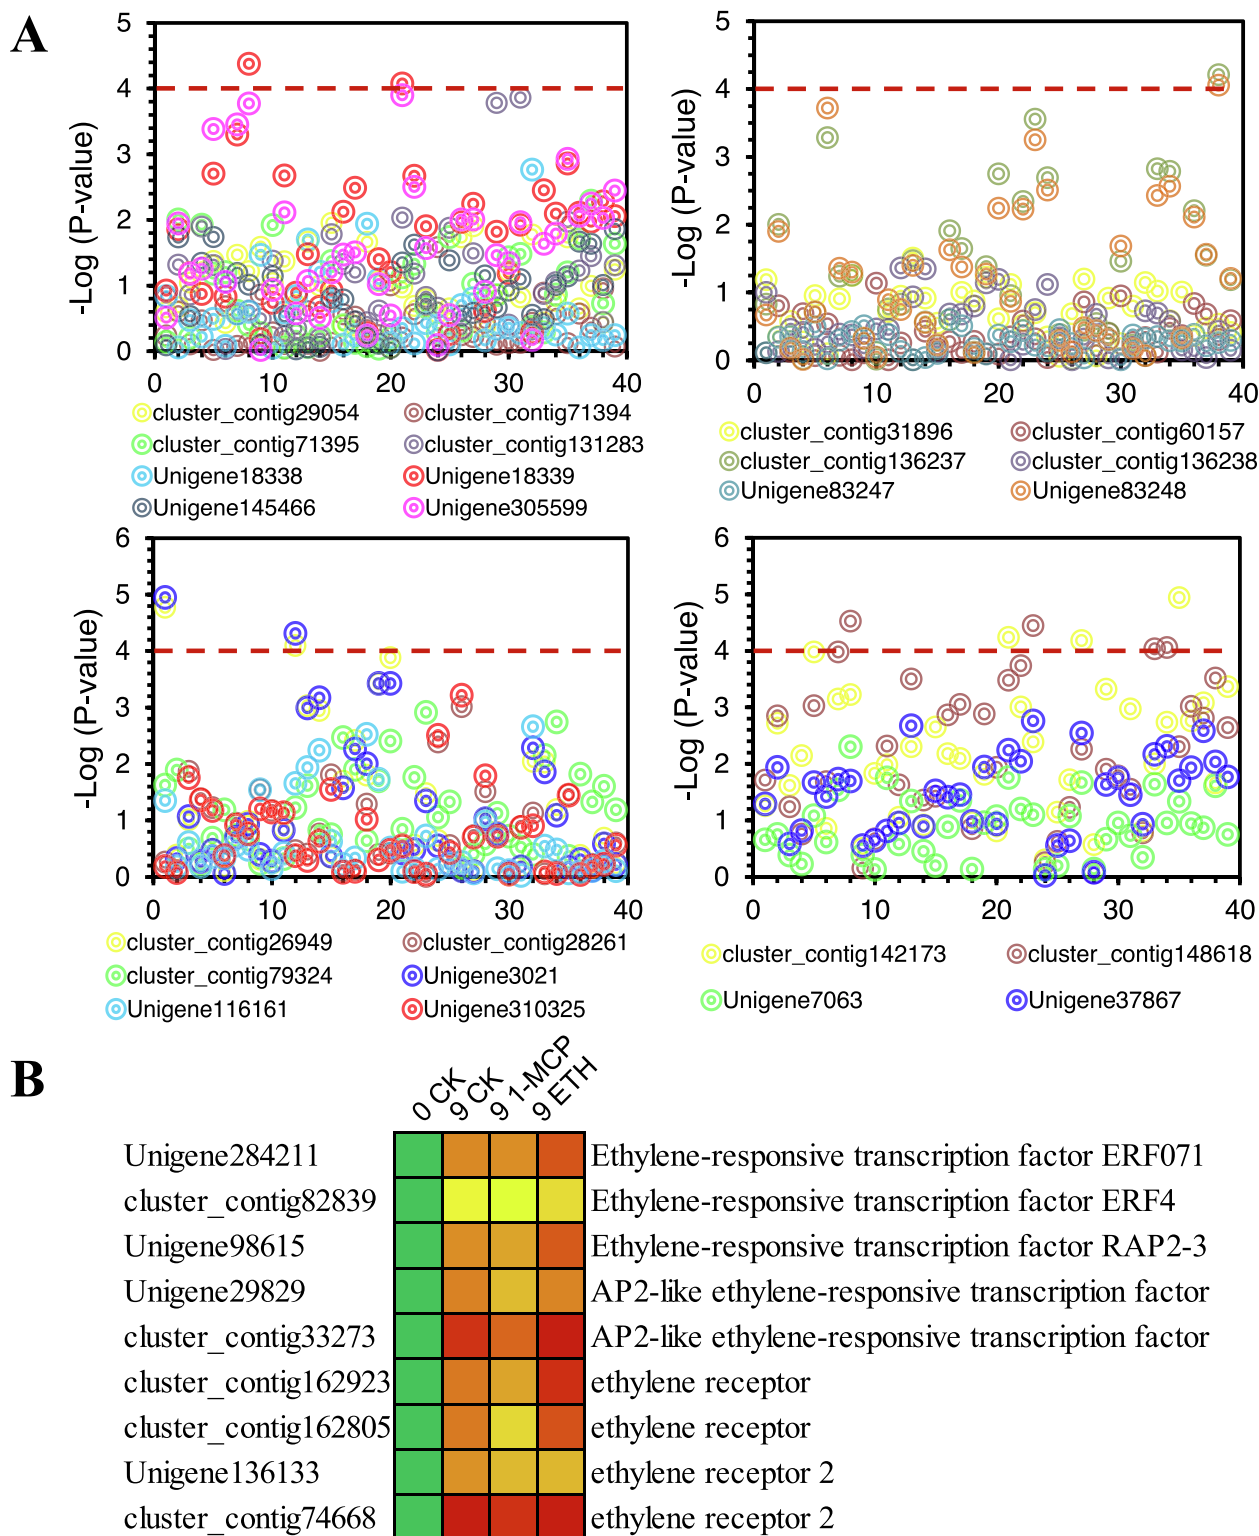 A
5
4
3
2
1
0
-Log (P-value)
0 10 20 30 40
cluster_contig29054 cluster_contig71394
cluster_contig71395 cluster_contig131283
Unigene18338 Unigene18339
Unigene145466 Unigene305599
5
4
3
2
1
0
-Log (P-value)
0 10 20 30 40
cluster_contig31896 cluster_contig60157
cluster_contig136237 cluster_contig136238
Unigene83247 Unigene83248
6
5
4
3
2
1
0
-Log (P-value)
0 10 20 30 40
cluster_contig26949 cluster_contig28261
cluster_contig79324 Unigene3021
Unigene116161 Unigene310325
6
5
4
3
2
1
0
-Log (P-value)
0 10 20 30 40
cluster_contig142173 cluster_contig148618
Unigene7063 Unigene37867
B
0 CK 9 CK 9 1-MCP 9 ETH
Unigene284211 Ethylene-responsive transcription factor ERF071
cluster_contig82839 Ethylene-responsive transcription factor ERF4
Unigene98615 Ethylene-responsive transcription factor RAP2-3
Unigene29829 AP2-like ethylene-responsive transcription factor
cluster_contig33273 AP2-like ethylene-responsive transcription factor
cluster_contig162923 ethylene receptor
cluster_contig162805 ethylene receptor
Unigene136133 ethylene receptor 2
cluster_contig74668 ethylene receptor 2